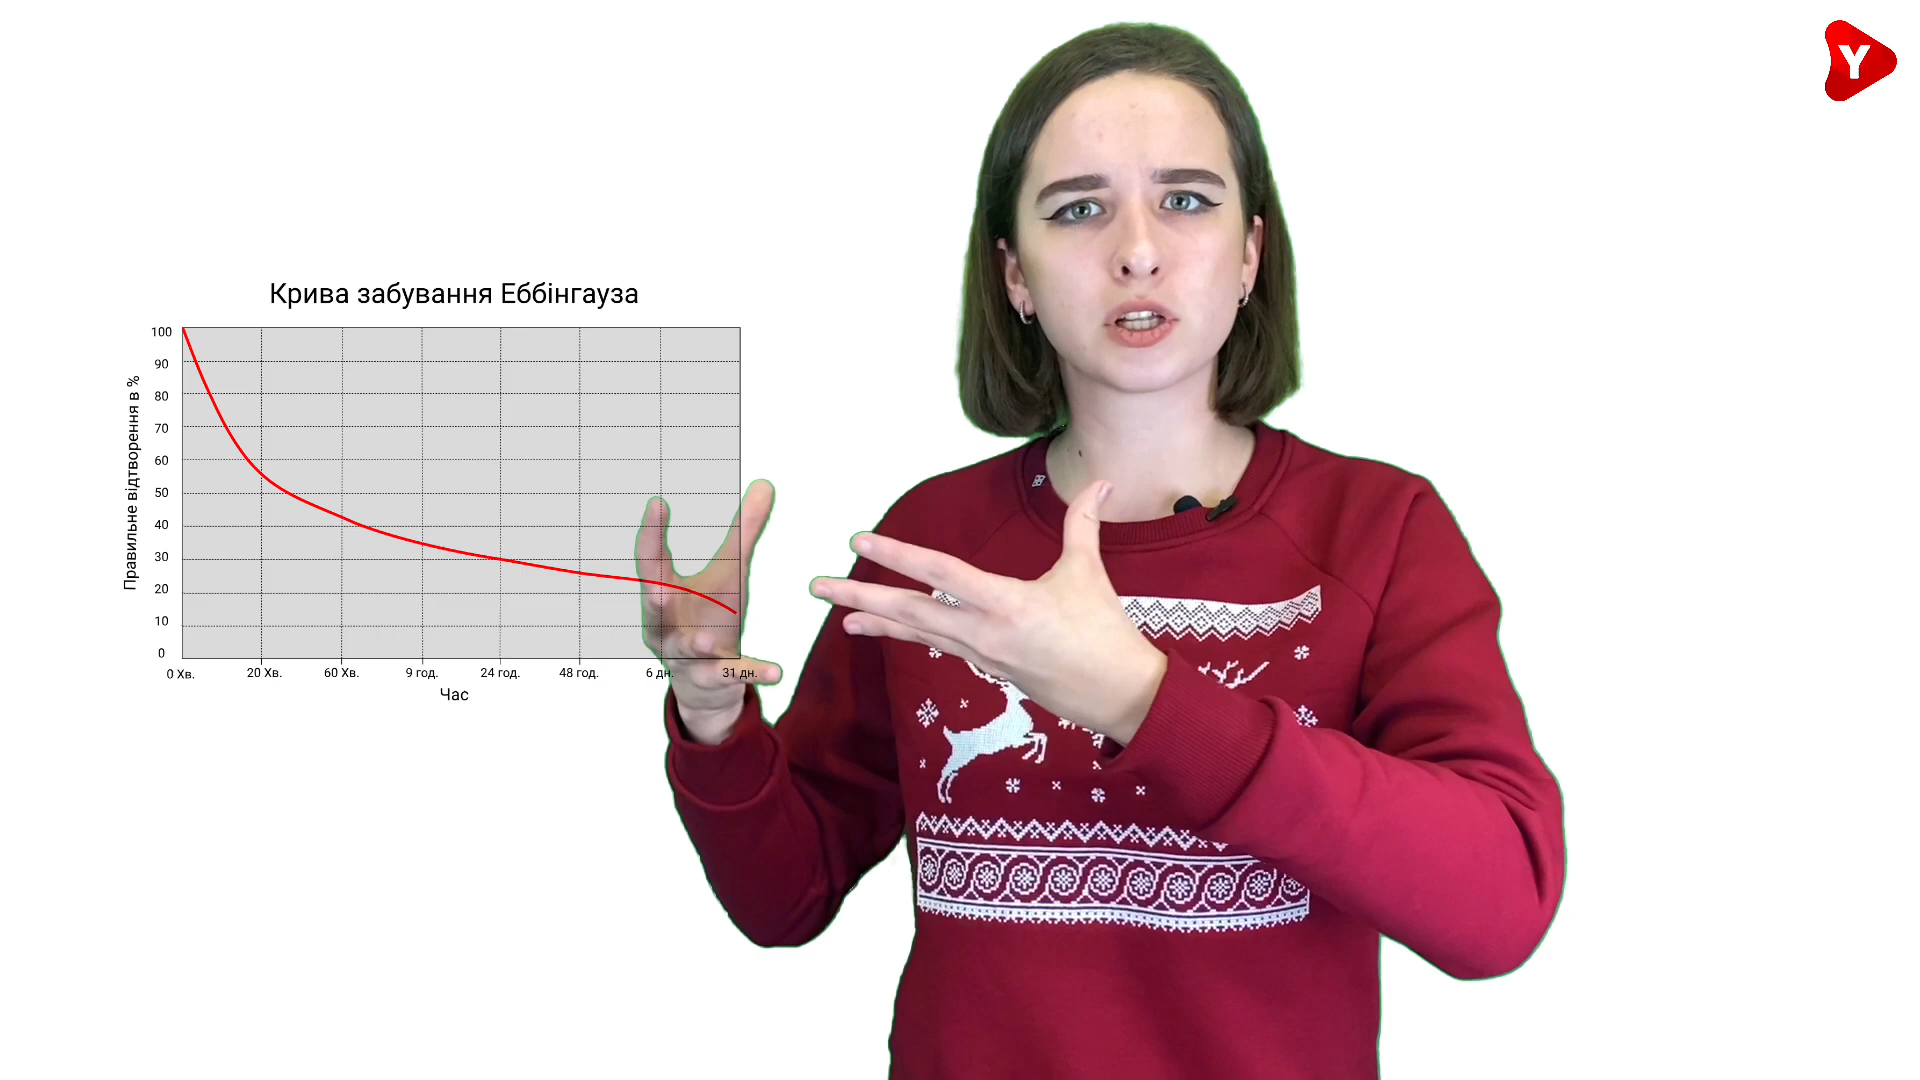 Y
Крива забування Еббінгауза
Правильне відтворення в %
100
90
80
70
60
50
40
30
20
10
0
0 Хв. 20 Хв. 60 Хв. 9 год. 24 год. 48 год. 6 дн. 31 дн.
Час